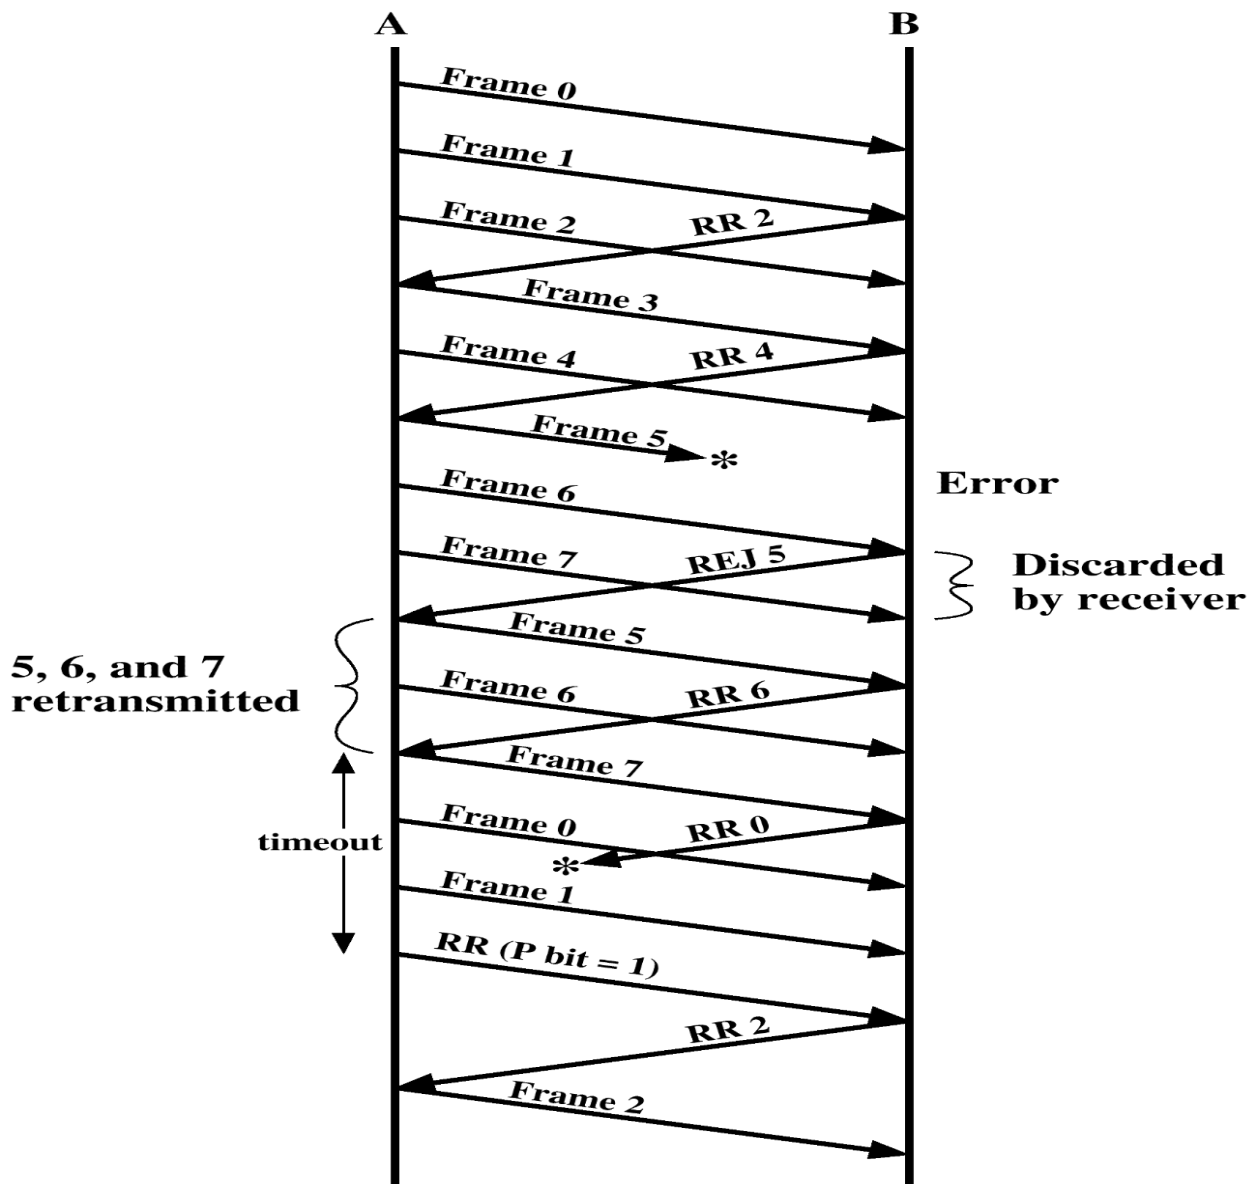 A
B
Frame 0
Frame 1
Frame 2
RR 2
Frame 3
Frame 4
RR 4
Frame 5
*
Error
Frame 6
Frame 7
REJ 5
Discarded
by receiver
Frame 5
5, 6, and 7
retransmitted
Frame 6
RR 6
Frame 7
Frame 0
RR 0
timeout
*
Frame 1
RR (P bit = 1)
RR 2
Frame 2